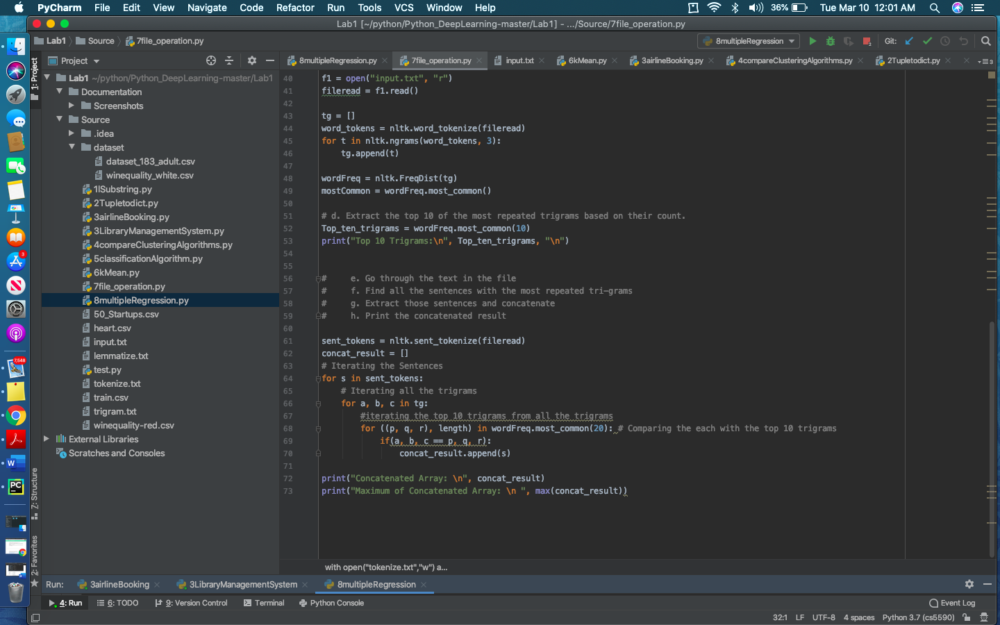 PyCharm File Edit View Navigate Code Refactor Run Tools VCS Window Help 36% Tue Mar 10 12:01 AM
Lab1 [~/python/Python_DeepLearning-master/Lab1] - .../Source/7file_operation.py
Lab1 Source 7file_operation.py 8multipleRegression Git:
Project 8multipleRegression.py 7file_operation.py input.txt 6kMean.py 3airlineBooking.py 4compareClusteringAlgorithms.py 2Tupletodict.py
1: Project
Lab1 ~/python/Python_DeepLearning-master/Lab1
Documentation
Screenshots
Source
.idea
dataset
dataset_183_adult.csv
winequality_white.csv
1lSubstring.py
2Tupletodict.py
3airlineBooking.py
3LibraryManagementSystem.py
4compareClusteringAlgorithms.py
5classificationAlgorithm.py
6kMean.py
7file_operation.py
8multipleRegression.py
50_Startups.csv
heart.csv
input.txt
lemmatize.txt
test.py
tokenize.txt
train.csv
trigram.txt
winequality-red.csv
External Libraries
Scratches and Consoles
Z: Structure
2: Favorites
3
7,548
W
PC
40 f1 = open("input.txt", "r")
41 fileread = f1.read()
42
43 tg = []
44 word_tokens = nltk.word_tokenize(fileread)
45 for t in nltk.ngrams(word_tokens, 3):
46 tg.append(t)
47
48 wordFreq = nltk.FreqDist(tg)
49 mostCommon = wordFreq.most_common()
50
51 # d. Extract the top 10 of the most repeated trigrams based on their count.
52 Top_ten_trigrams = wordFreq.most_common(10)
53 print("Top 10 Trigrams:\n", Top_ten_trigrams, "\n")
54
55
56 # e. Go through the text in the file
57 # f. Find all the sentences with the most repeated tri-grams
58 # g. Extract those sentences and concatenate
59 # h. Print the concatenated result
60
61 sent_tokens = nltk.sent_tokenize(fileread)
62 concat_result = []
63 # Iterating the Sentences
64 for s in sent_tokens:
65 # Iterating all the trigrams
66 for a, b, c in tg:
67 #iterating the top 10 trigrams from all the trigrams
68 for ((p, q, r), length) in wordFreq.most_common(20): # Comparing the each with the top 10 trigrams
69 if(a, b, c == p, q, r):
70 concat_result.append(s)
71
72 print("Concatenated Array: \n", concat_result)
73 print("Maximum of Concatenated Array: \n ", max(concat_result))
with open("tokenize.txt","w") a...
Run: 3airlineBooking 3LibraryManagementSystem 8multipleRegression
4: Run 6: TODO 9: Version Control Terminal Python Console Event Log
32:1 LF UTF-8 4 spaces Python 3.7 (cs5590)